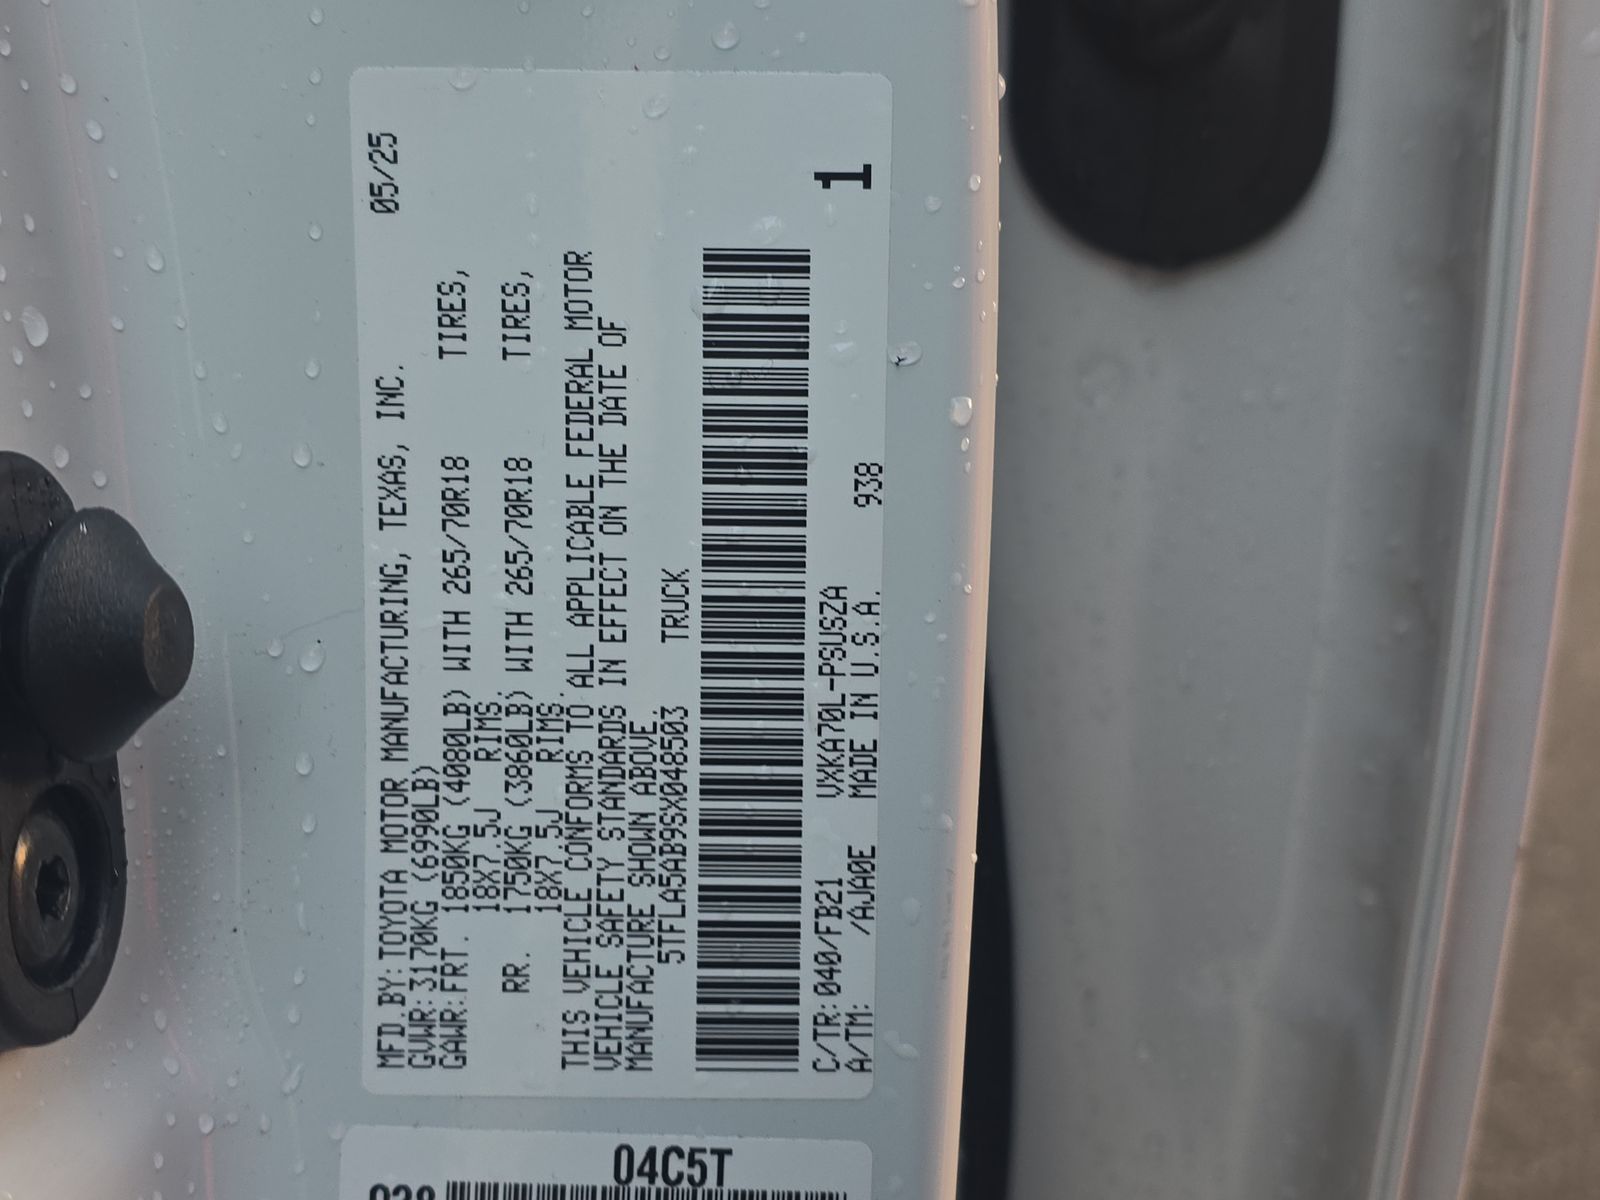 MFD.BY:TOYOTA MOTOR MANUFACTURING, TEXAS, INC. 05/25
GVWR:3170KG (6990LB)
GAWR:FRT. 1850KG (4080LB) WITH 265/70R18 TIRES,
18X7.5J RIMS.
RR. 1750KG (3860LB) WITH 265/70R18 TIRES,
18X7.5J RIMS.
THIS VEHICLE CONFORMS TO ALL APPLICABLE FEDERAL MOTOR
VEHICLE SAFETY STANDARDS IN EFFECT ON THE DATE OF
MANUFACTURE SHOWN ABOVE.
5TFLA5AB9SX048503 TRUCK
C/TR:040/FB21 VXKA70L-PSUSZA 1
A/TM: /AJA0E MADE IN U.S.A. 938
04C5T